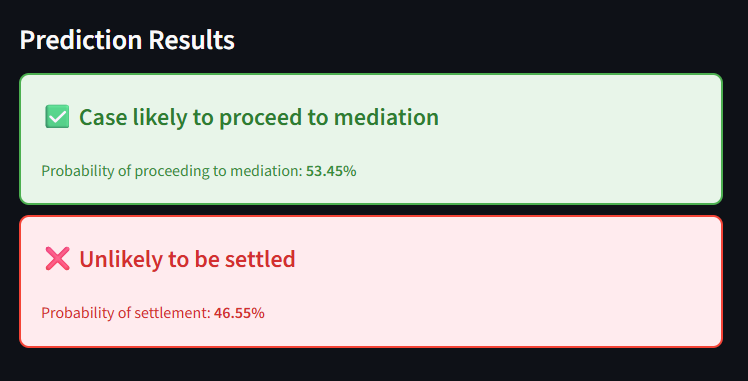 Prediction Results
✅ Case likely to proceed to mediation
Probability of proceeding to mediation: 53.45%
❌ Unlikely to be settled
Probability of settlement: 46.55%